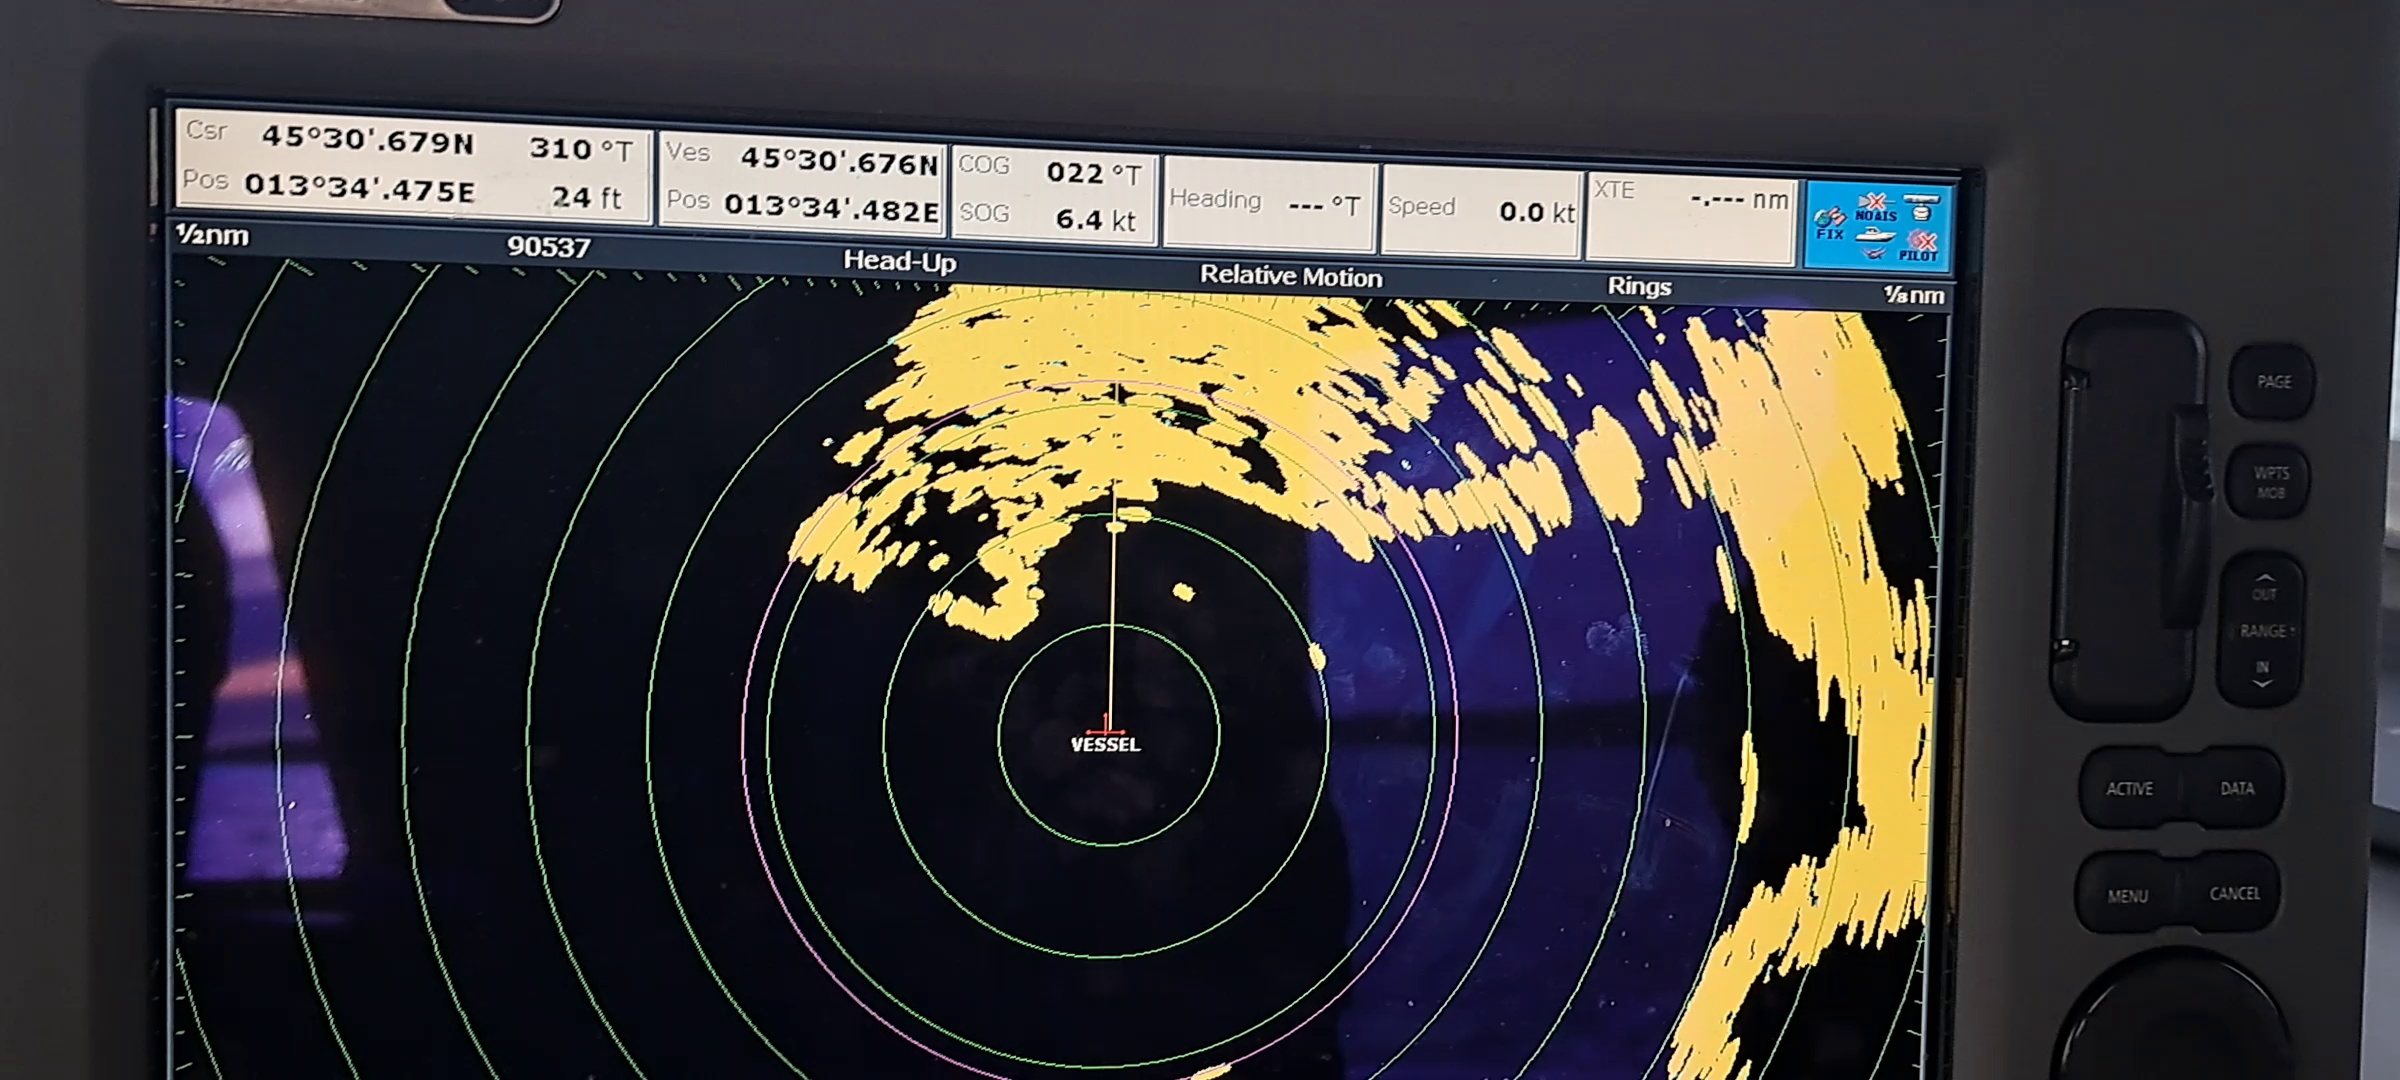 Csr 45°30'.679N 310 °T
Pos 013°34'.475E 24 ft
Ves 45°30'.676N
Pos 013°34'.482E
COG 022 °T
SOG 6.4 kt
Heading --- °T
Speed 0.0 kt
XTE -.--- nm
NO AIS
FIX
PILOT
½nm 90537 Head-Up Relative Motion Rings ⅛nm
VESSEL
PAGE
WPTS
MOB
OUT
RANGE
IN
ACTIVE DATA
MENU CANCEL